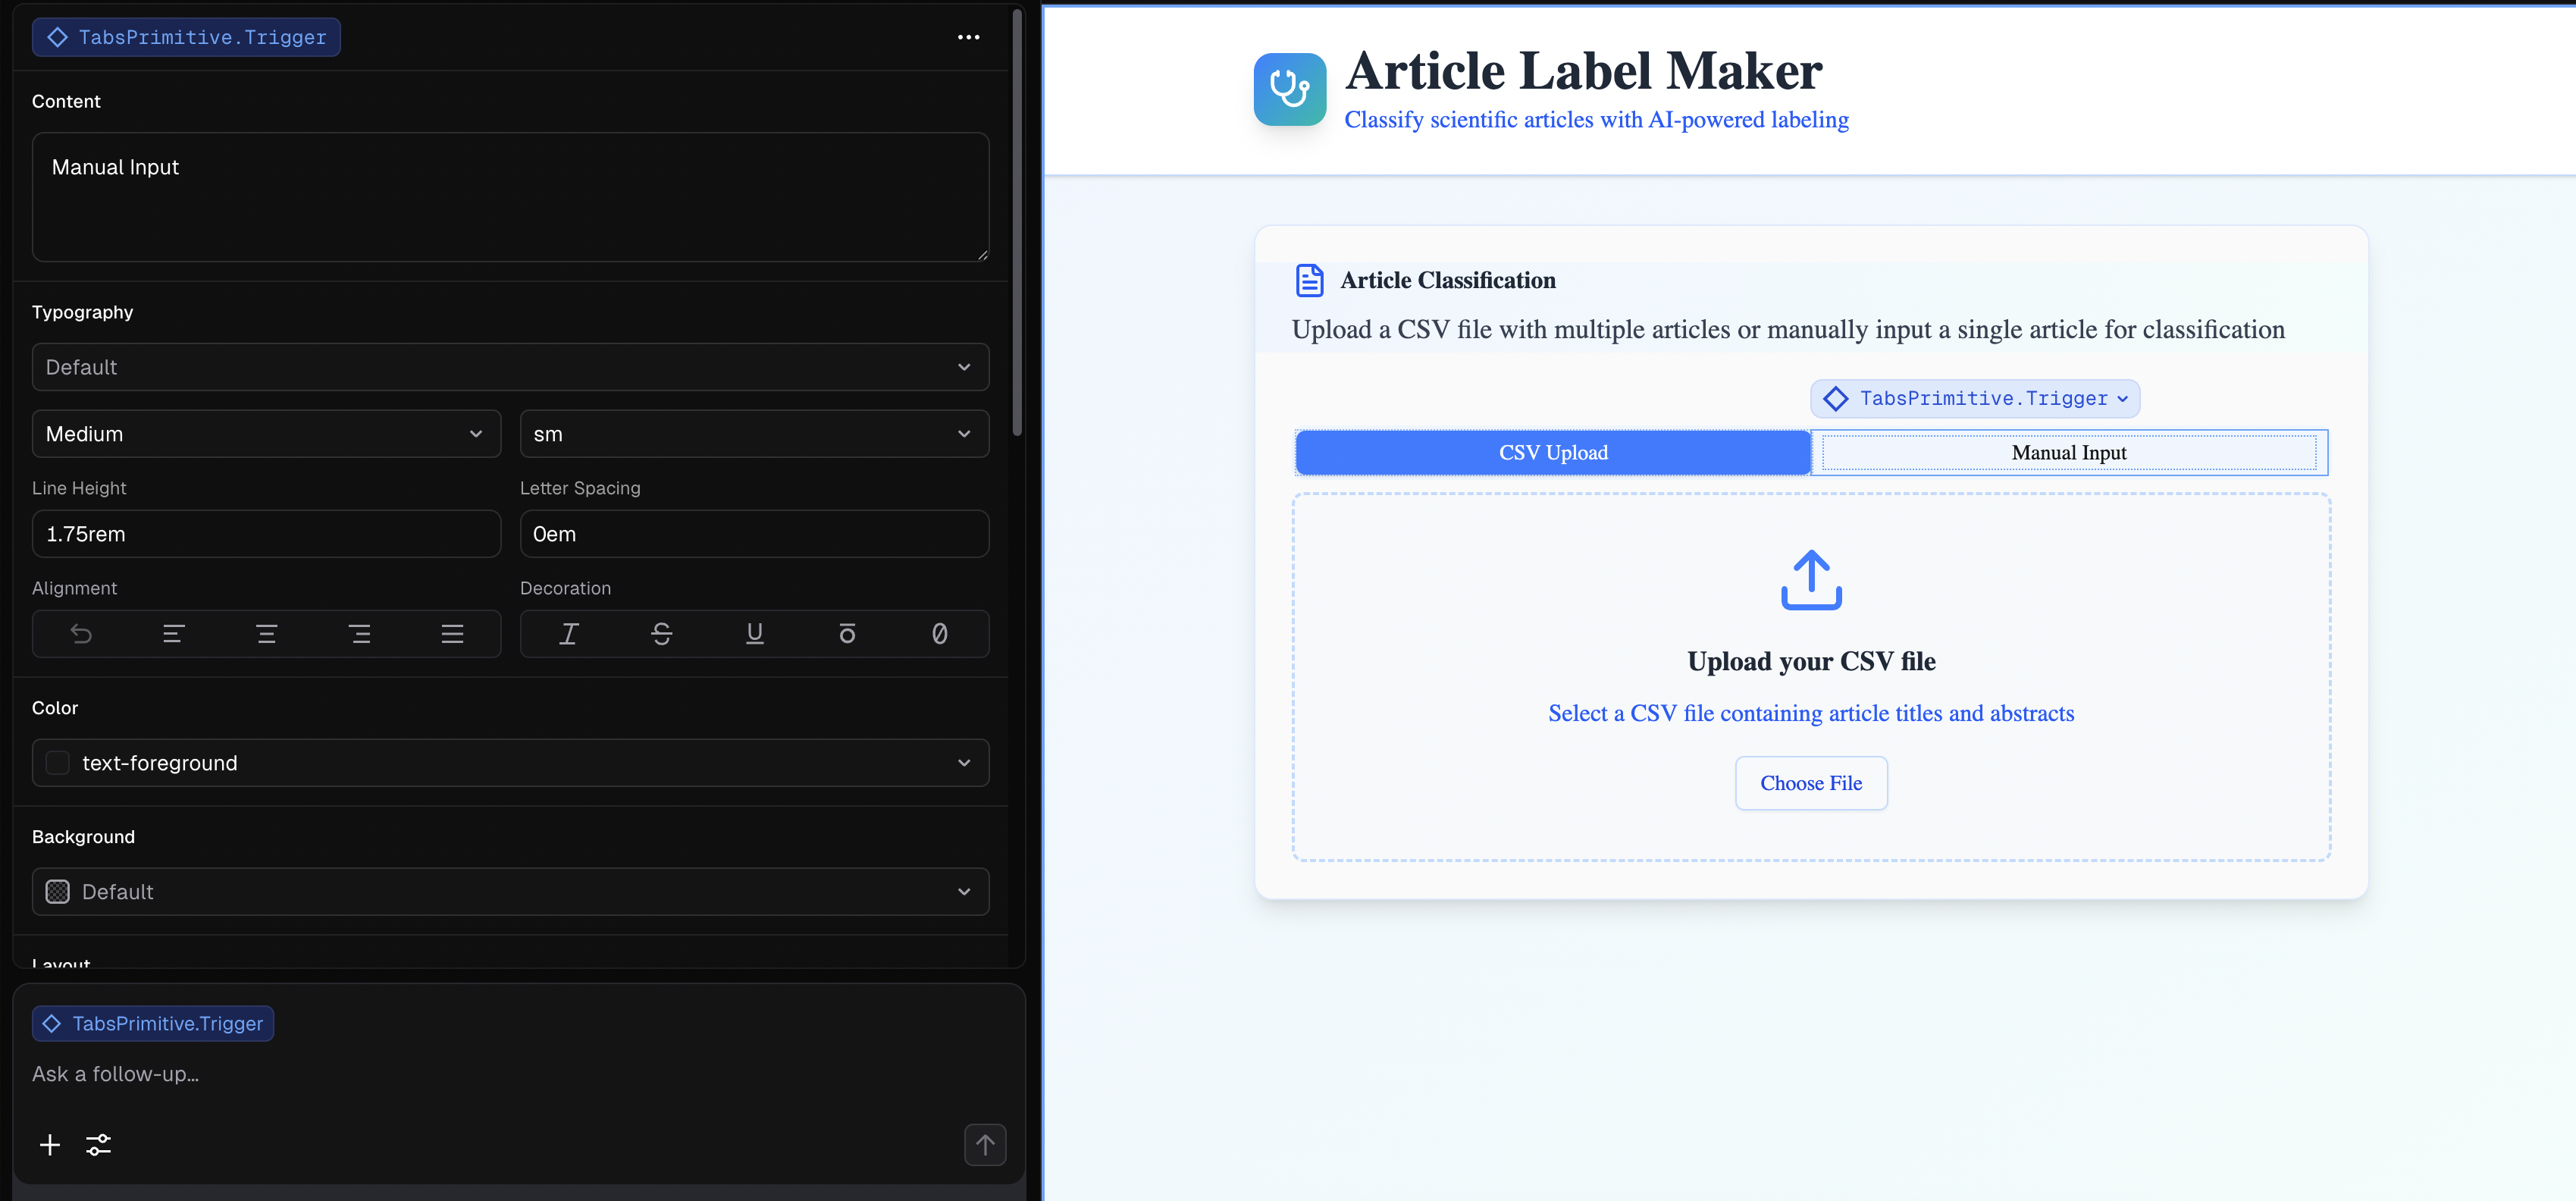 TabsPrimitive.Trigger
Content
Manual Input
Typography
Default
Medium
sm
Line Height
Letter Spacing
1.75rem
0em
Alignment
Decoration
Color
text-foreground
Background
Default
Layout
TabsPrimitive.Trigger
Ask a follow-up...
Article Label Maker
Classify scientific articles with AI-powered labeling
Article Classification
Upload a CSV file with multiple articles or manually input a single article for classification
TabsPrimitive.Trigger
CSV Upload
Manual Input
Upload your CSV file
Select a CSV file containing article titles and abstracts
Choose File